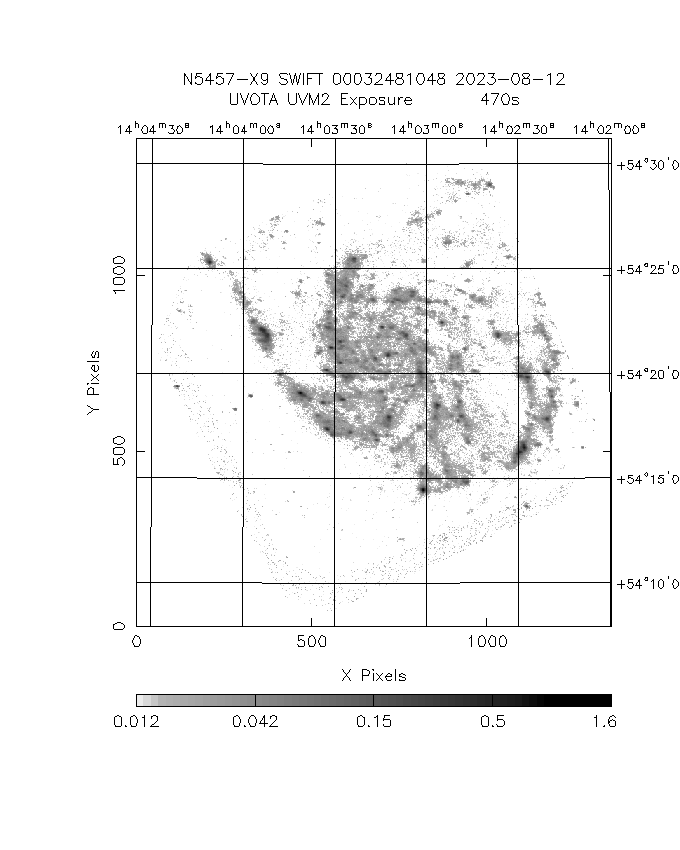 N5457-X9 SWIFT 00032481048 2023-08-12
UVOTA UVM2 Exposure 470s
14ʰ04ᵐ30ˢ 14ʰ04ᵐ00ˢ 14ʰ03ᵐ30ˢ 14ʰ03ᵐ00ˢ 14ʰ02ᵐ30ˢ 14ʰ02ᵐ00ˢ
+54°30'0
+54°25'0
+54°20'0
+54°15'0
+54°10'0
1000
500
0
Y Pixels
0 500 1000
X Pixels
0.012 0.042 0.15 0.5 1.6